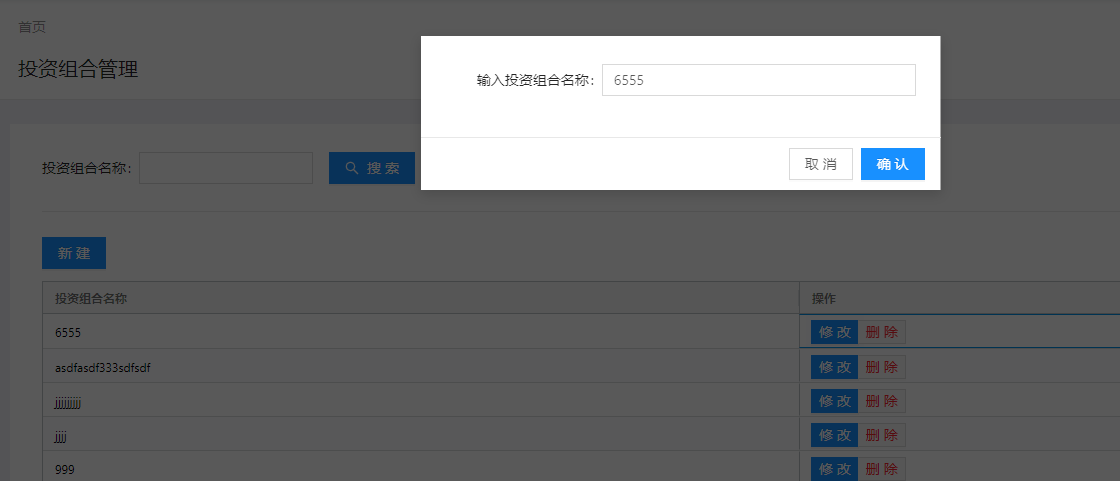 首页
投资组合管理
输入投资组合名称: 6555
取 消 确 认
投资组合名称: 搜 索
新 建
投资组合名称 操作
6555 修 改 删 除
asdfasdf333sdfsdf 修 改 删 除
jjjjjjjjj 修 改 删 除
jjjj 修 改 删 除
999 修 改 删 除